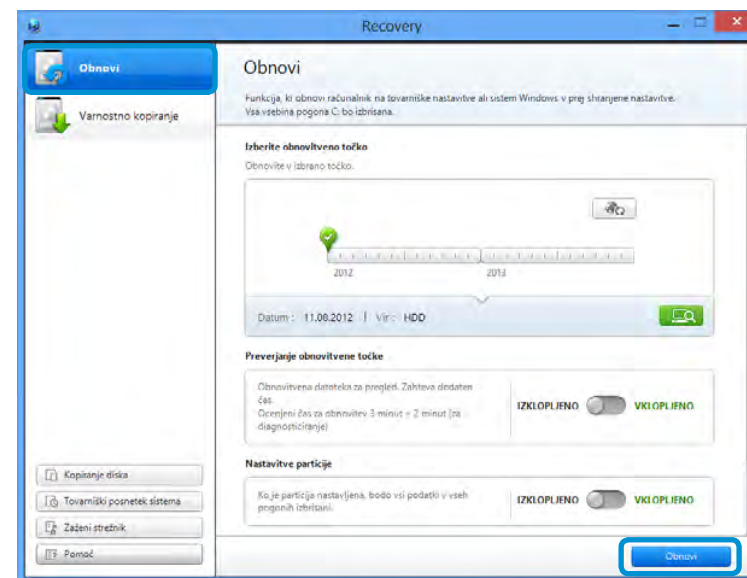 Recovery
Obnovi
Varnostno kopiranje
Obnovi
Funkcija, ki obnovi računalnik na tovarniške nastavitve ali sistem Windows v prej shranjene nastavitve.
Vsa vsebina pogona C: bo izbrisana.
Izberite obnovitveno točko
Obnovite v izbrano točko.
2012 2013
Datum : 11.08.2012 | Vir : HDD
Preverjanje obnovitvene točke
Obnovitvena datoteka za pregled. Zahteva dodaten
čas.
Ocenjeni čas za obnovitev 3 minut + 2 minut (za
diagnosticiranje)
IZKLOPLJENO VKLOPLJENO
Nastavitve particije
Ko je particija nastavljena, bodo vsi podatki v vseh
pogonih izbrisani.
IZKLOPLJENO VKLOPLJENO
Kopiranje diska
Tovarniški posnetek sistema
Zaženi strežnik
Pomoč
Obnovi